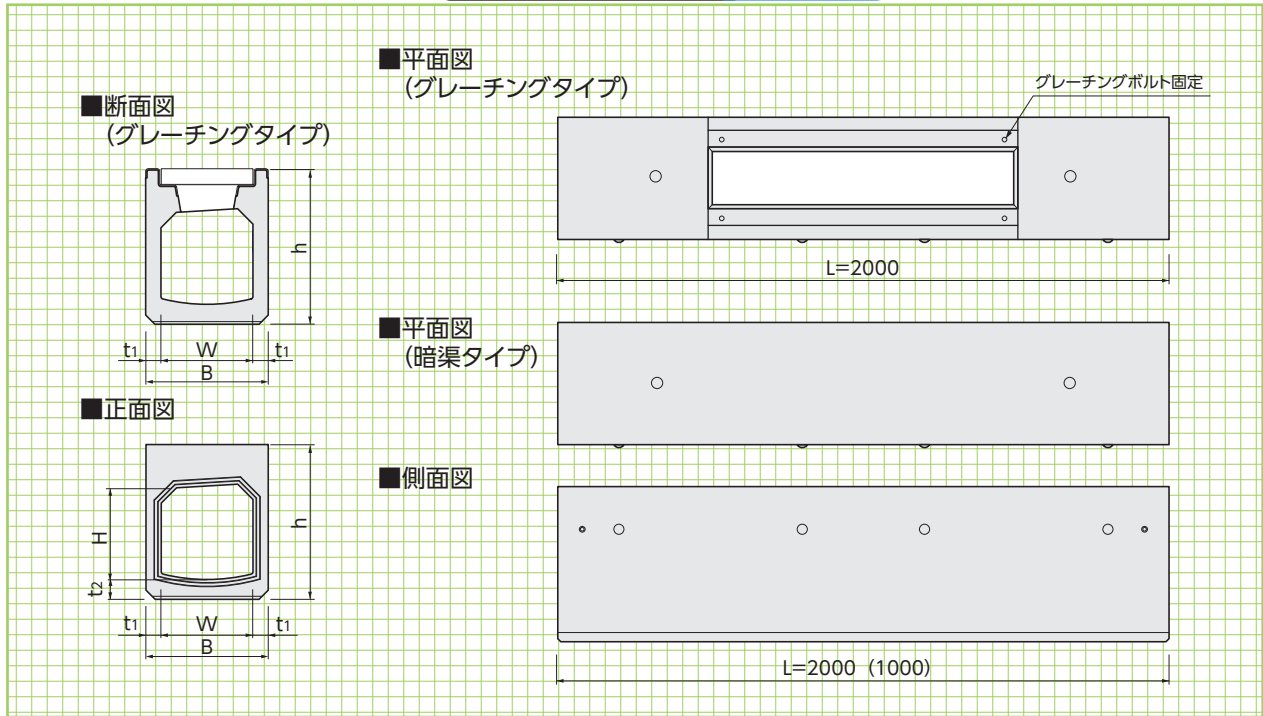 ■断面図
(グレーチングタイプ)
h
t1
W
t1
B
■正面図
H
t2
h
t1
W
t1
B
■平面図
(グレーチングタイプ)
グレーチングボルト固定
L=2000
■平面図
(暗渠タイプ)
■側面図
L=2000 (1000)